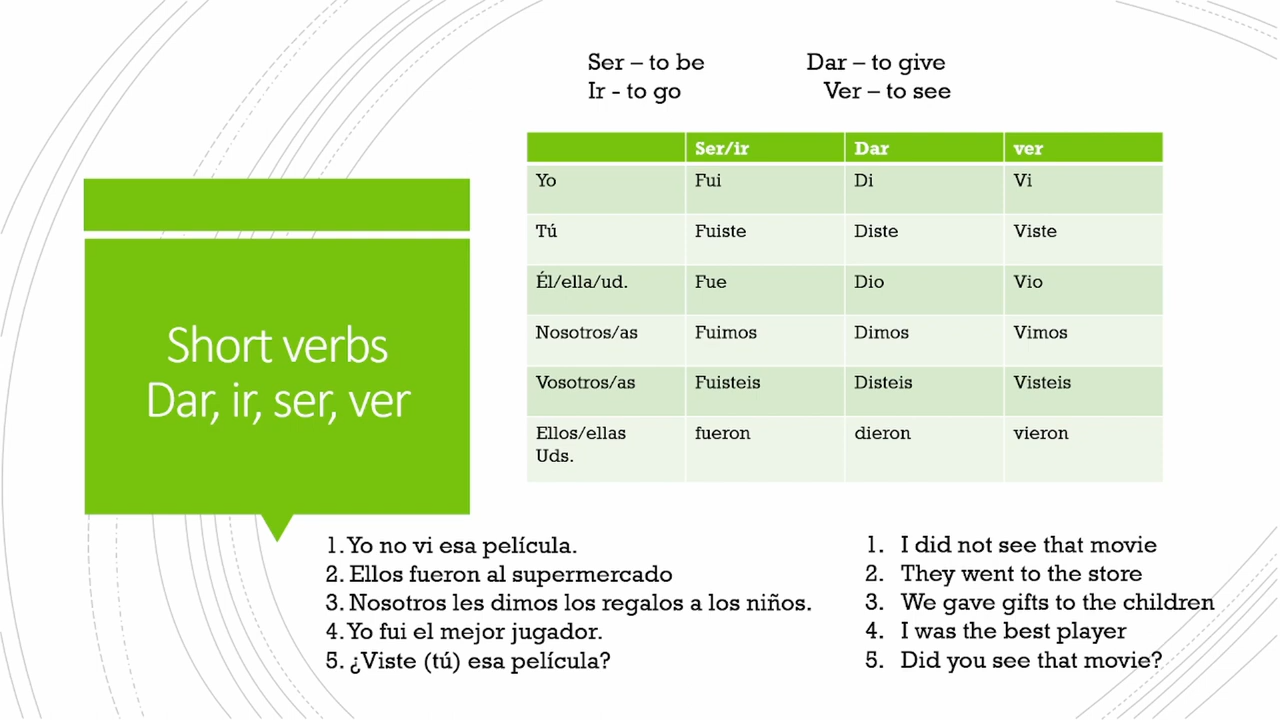 Ser – to be Dar – to give
Ir - to go Ver – to see
Short verbs
Dar, ir, ser, ver
Ser/ir Dar ver
Yo Fui Di Vi
Tú Fuiste Diste Viste
Él/ella/ud. Fue Dio Vio
Nosotros/as Fuimos Dimos Vimos
Vosotros/as Fuisteis Disteis Visteis
Ellos/ellas fueron dieron vieron
Uds.
1. Yo no vi esa película.
2. Ellos fueron al supermercado
3. Nosotros les dimos los regalos a los niños.
4. Yo fui el mejor jugador.
5. ¿Viste (tú) esa película?
1. I did not see that movie
2. They went to the store
3. We gave gifts to the children
4. I was the best player
5. Did you see that movie?